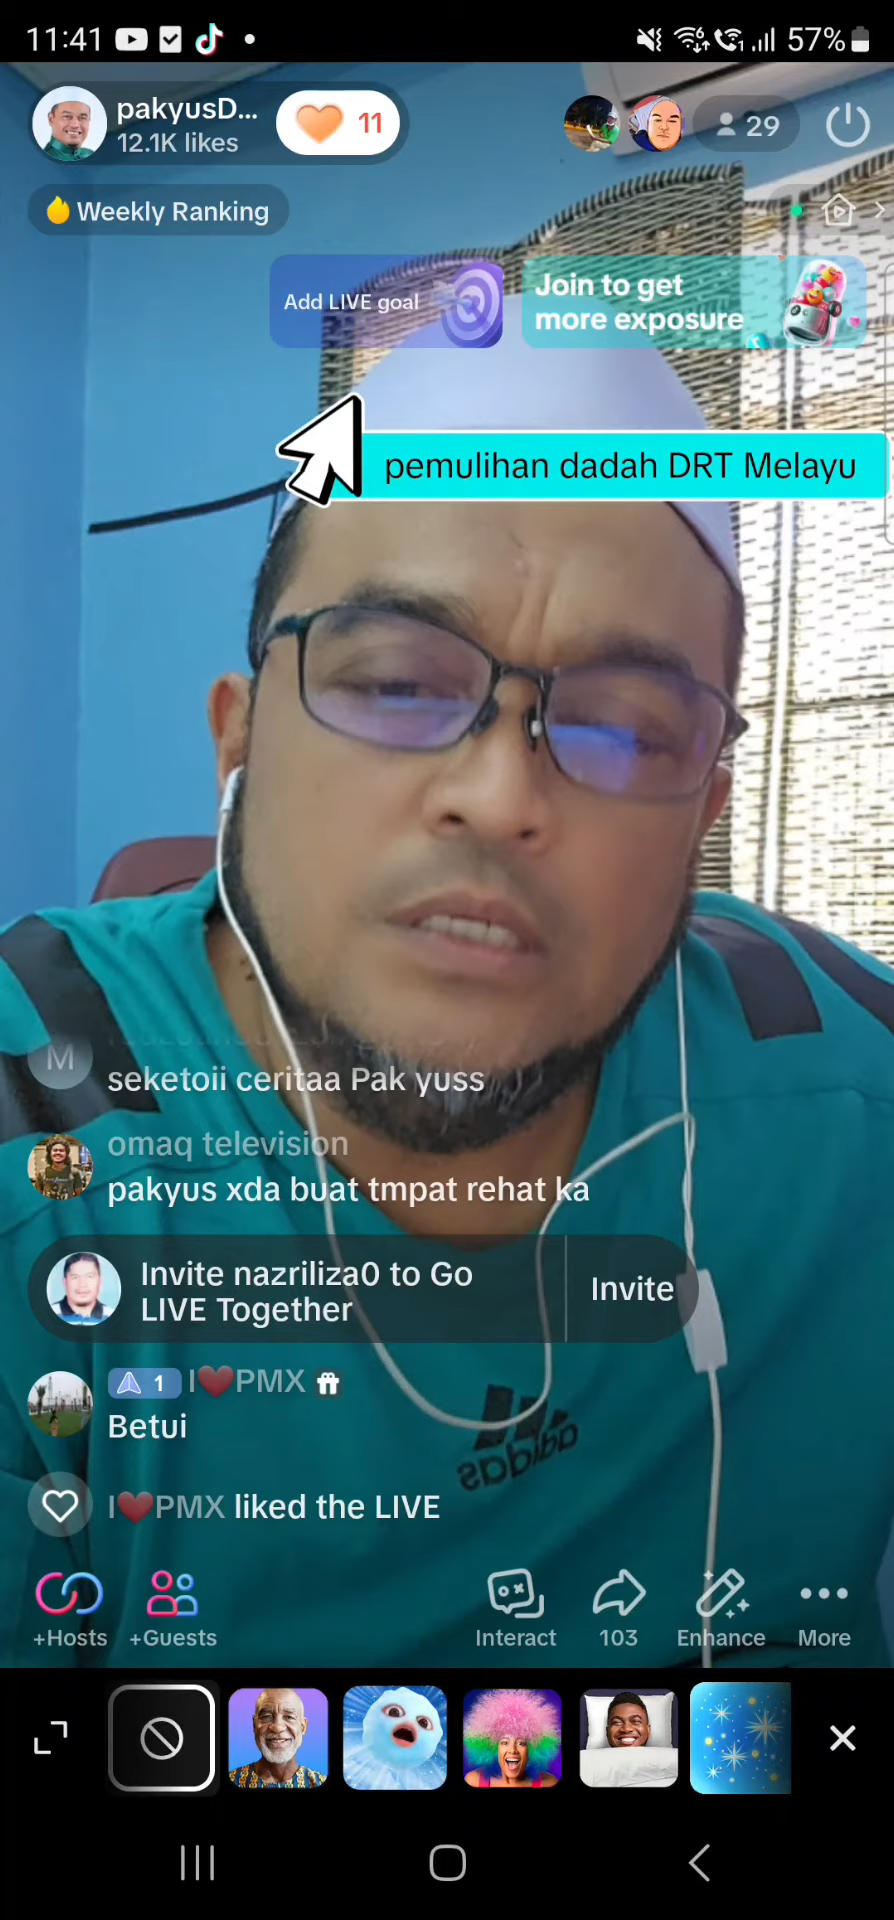 11:41
57%
pakyusD...
12.1K likes
11
29
Weekly Ranking
Add LIVE goal
Join to get
more exposure
pemulihan dadah DRT Melayu
M
seketoii ceritaa Pak yuss
omaq television
pakyus xda buat tmpat rehat ka
Invite nazriliza0 to Go
LIVE Together
Invite
1 I❤️PMX
Betui
I❤️PMX liked the LIVE
adidas
+Hosts
+Guests
Interact
103
Enhance
More